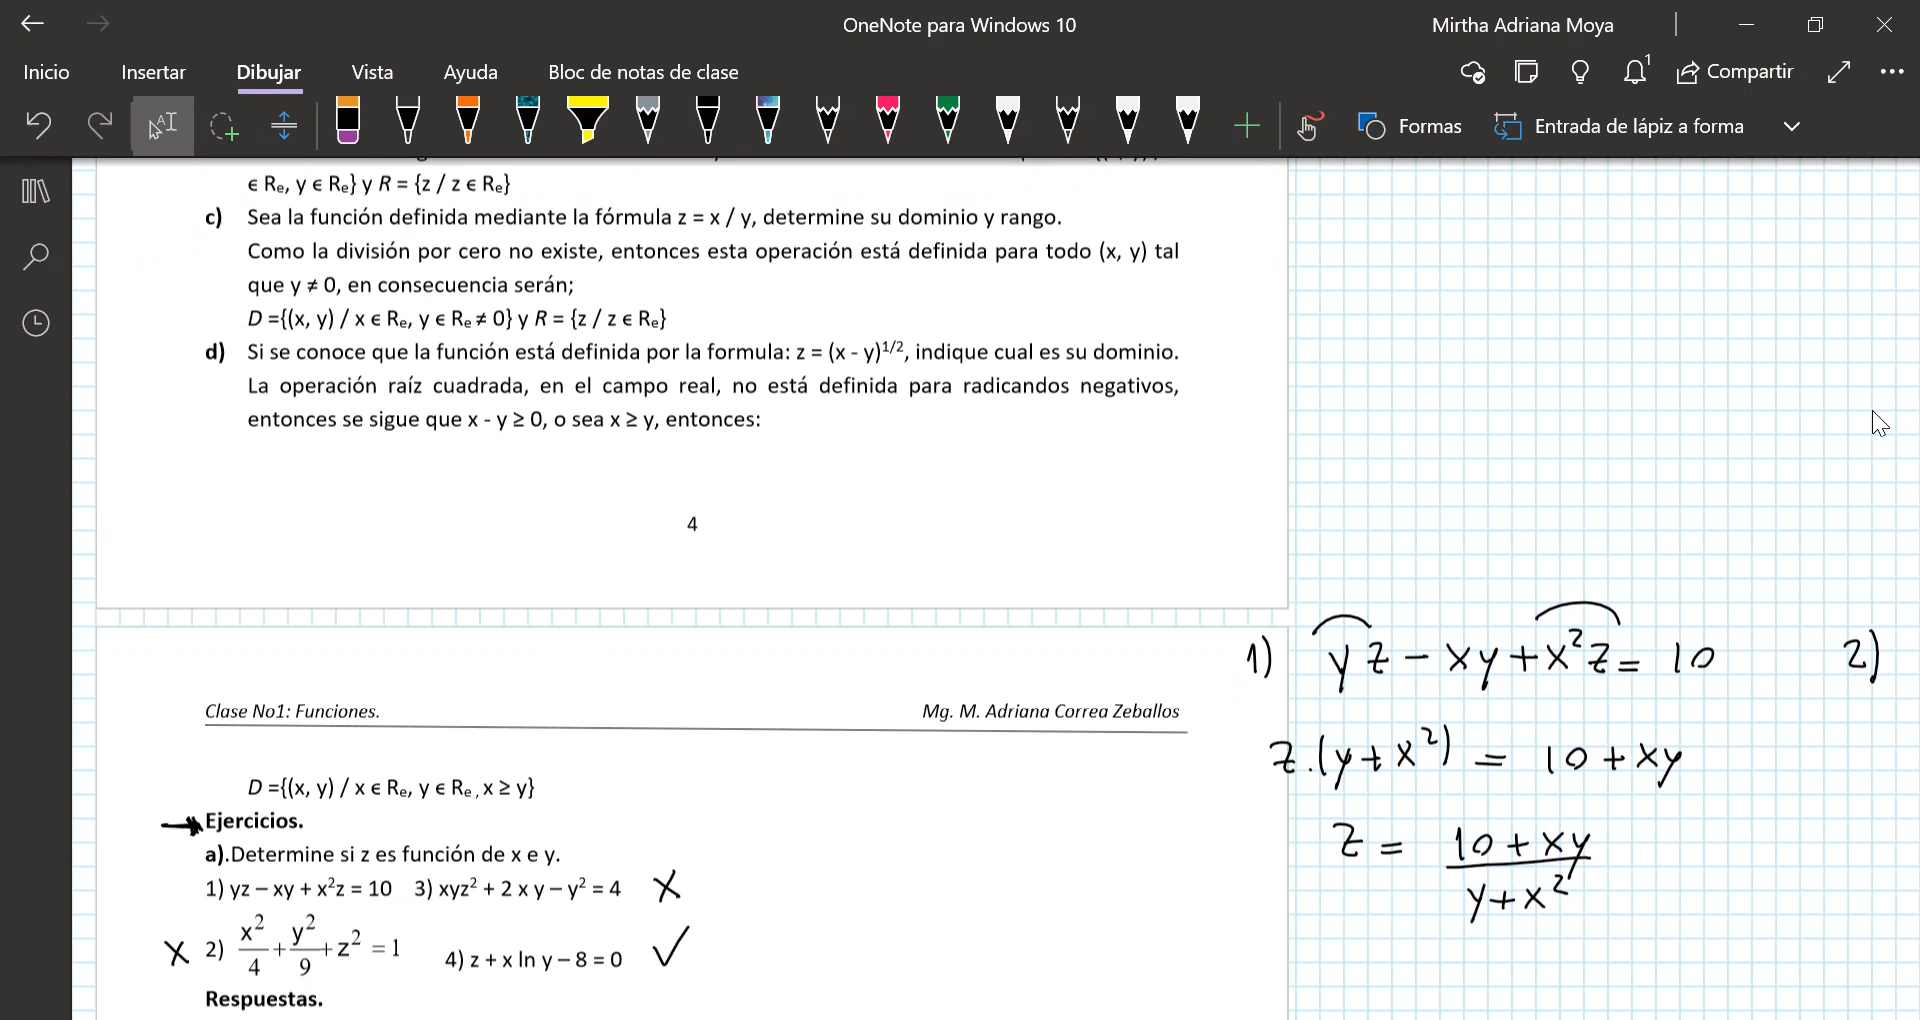 OneNote para Windows 10
Mirtha Adriana Moya
Inicio
Insertar
Dibujar
Vista
Ayuda
Bloc de notas de clase
1
Compartir
Formas
Entrada de lápiz a forma
∈ Re, y ∈ Re} y R = {z / z ∈ Re}
c) Sea la función definida mediante la fórmula z = x / y, determine su dominio y rango.
Como la división por cero no existe, entonces esta operación está definida para todo (x, y) tal
que y ≠ 0, en consecuencia serán;
D ={(x, y) / x ∈ Re, y ∈ Re ≠ 0} y R = {z / z ∈ Re}
d) Si se conoce que la función está definida por la formula: z = (x - y)^1/2, indique cual es su dominio.
La operación raíz cuadrada, en el campo real, no está definida para radicandos negativos,
entonces se sigue que x - y ≥ 0, o sea x ≥ y, entonces:
4
Clase No1: Funciones.
Mg. M. Adriana Correa Zeballos
D ={(x, y) / x ∈ Re, y ∈ Re , x ≥ y}
Ejercicios.
a).Determine si z es función de x e y.
1) yz – xy + x²z = 10 3) xyz² + 2 x y – y² = 4 X
X 2) x²/4 + y²/9 + z² = 1 4) z + x ln y – 8 = 0 ✓
Respuestas.
1) yz - xy + x²z = 10
2)
z.(y + x²) = 10 + xy
z = (10 + xy)/(y + x²)